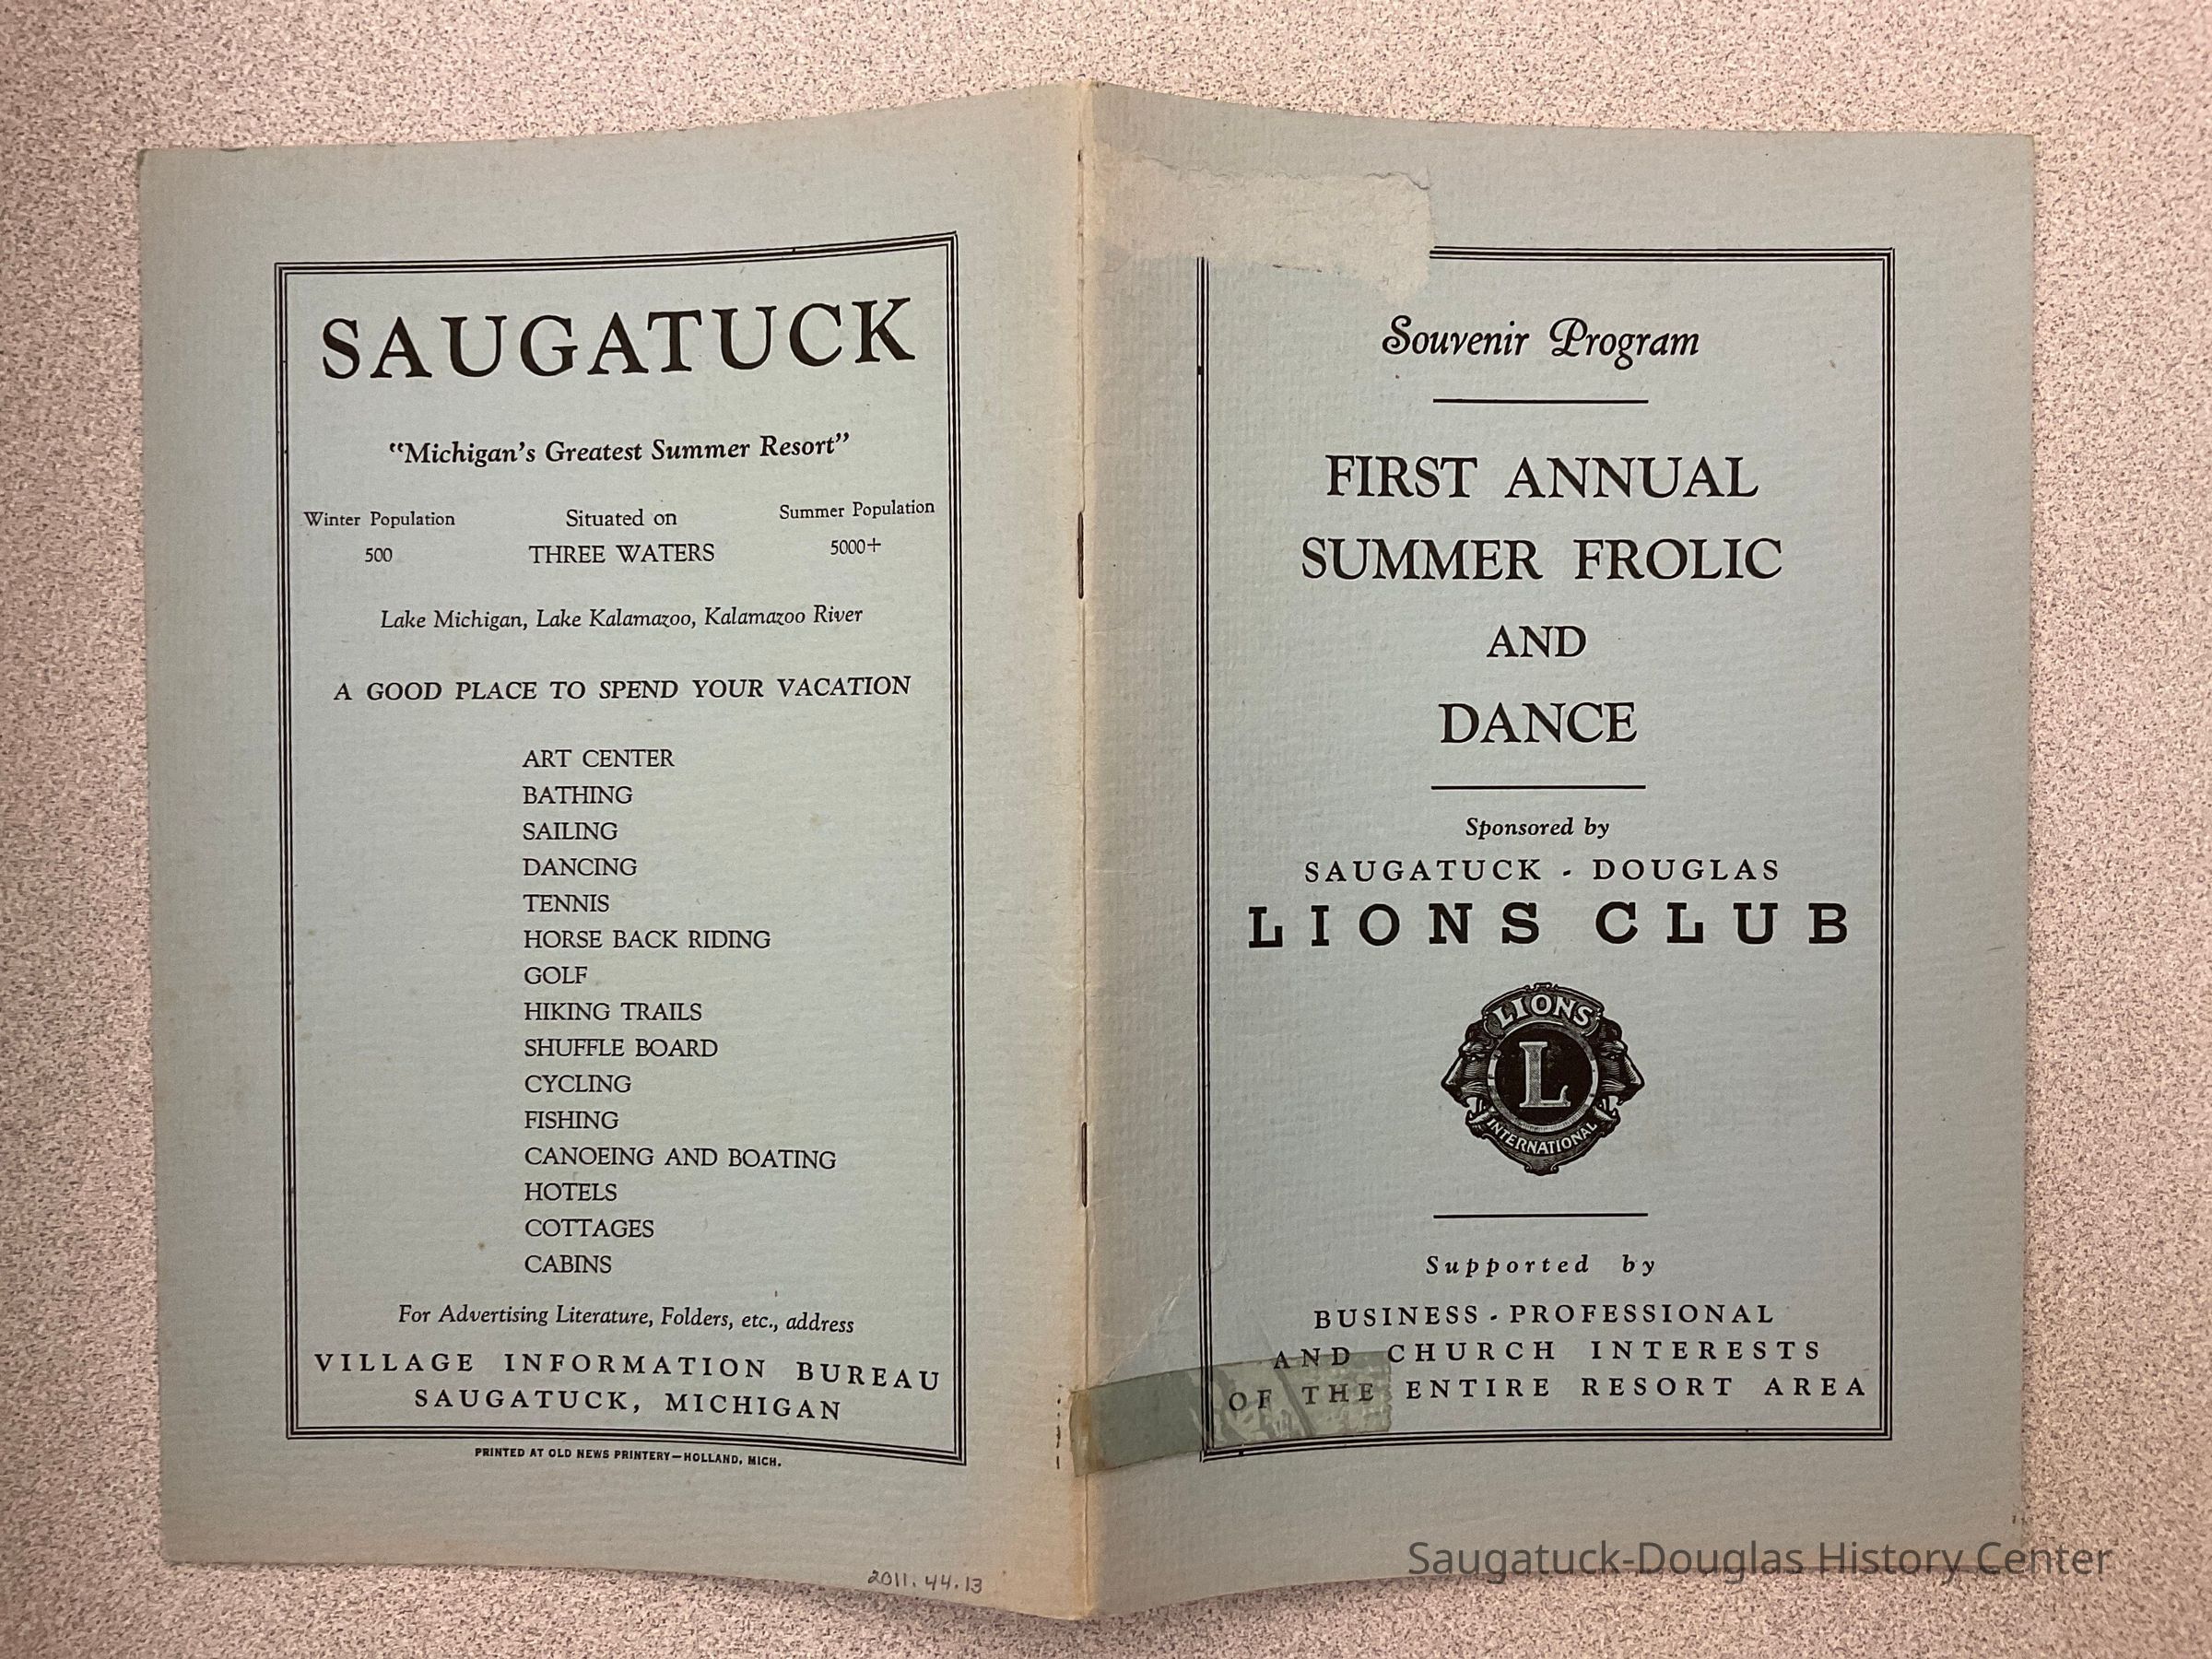 SAUGATUCK
"Michigan's Greatest Summer Resort"
Winter Population Situated on Summer Population
500 THREE WATERS 5000+
Lake Michigan, Lake Kalamazoo, Kalamazoo River
A GOOD PLACE TO SPEND YOUR VACATION
ART CENTER
BATHING
SAILING
DANCING
TENNIS
HORSE BACK RIDING
GOLF
HIKING TRAILS
SHUFFLE BOARD
CYCLING
FISHING
CANOEING AND BOATING
HOTELS
COTTAGES
CABINS
For Advertising Literature, Folders, etc., address
VILLAGE INFORMATION BUREAU
SAUGATUCK, MICHIGAN
PRINTED AT OLD NEWS PRINTERY—HOLLAND, MICH.
2011.44.13
Souvenir Program
FIRST ANNUAL
SUMMER FROLIC
AND
DANCE
Sponsored by
SAUGATUCK - DOUGLAS
LIONS CLUB
LIONS
L
INTERNATIONAL
Supported by
BUSINESS - PROFESSIONAL
AND CHURCH INTERESTS
OF THE ENTIRE RESORT AREA
Saugatuck-Douglas History Center